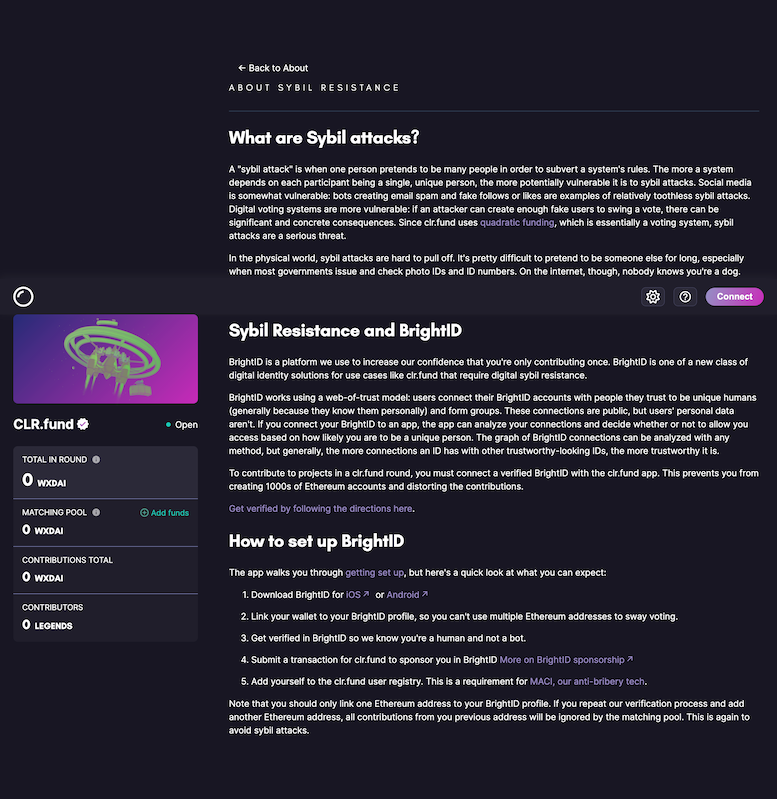 ← Back to About
ABOUT SYBIL RESISTANCE
What are Sybil attacks?
A "sybil attack" is when one person pretends to be many people in order to subvert a system's rules. The more a system
depends on each participant being a single, unique person, the more potentially vulnerable it is to sybil attacks. Social media
is somewhat vulnerable: bots creating email spam and fake follows or likes are examples of relatively toothless sybil attacks.
Digital voting systems are more vulnerable: if an attacker can create enough fake users to swing a vote, there can be
significant and concrete consequences. Since clr.fund uses quadratic funding, which is essentially a voting system, sybil
attacks are a serious threat.
In the physical world, sybil attacks are hard to pull off. It's pretty difficult to pretend to be someone else for long, especially
when most governments issue and check photo IDs and ID numbers. On the internet, though, nobody knows you're a dog.
Connect
CLR.fund
Open
TOTAL IN ROUND
0 WXDAI
MATCHING POOL
Add funds
0 WXDAI
CONTRIBUTIONS TOTAL
0 WXDAI
CONTRIBUTORS
0 LEGENDS
Sybil Resistance and BrightID
BrightID is a platform we use to increase our confidence that you're only contributing once. BrightID is one of a new class of
digital identity solutions for use cases like clr.fund that require digital sybil resistance.
BrightID works using a web-of-trust model: users connect their BrightID accounts with people they trust to be unique humans
(generally because they know them personally) and form groups. These connections are public, but users' personal data
aren't. If you connect your BrightID to an app, the app can analyze your connections and decide whether or not to allow you
access based on how likely you are to be a unique person. The graph of BrightID connections can be analyzed with any
method, but generally, the more connections an ID has with other trustworthy-looking IDs, the more trustworthy it is.
To contribute to projects in a clr.fund round, you must connect a verified BrightID with the clr.fund app. This prevents you from
creating 1000s of Ethereum accounts and distorting the contributions.
Get verified by following the directions here.
How to set up BrightID
The app walks you through getting set up, but here's a quick look at what you can expect:
1. Download BrightID for iOS ↗ or Android ↗
2. Link your wallet to your BrightID profile, so you can't use multiple Ethereum addresses to sway voting.
3. Get verified in BrightID so we know you're a human and not a bot.
4. Submit a transaction for clr.fund to sponsor you in BrightID More on BrightID sponsorship ↗
5. Add yourself to the clr.fund user registry. This is a requirement for MACI, our anti-bribery tech.
Note that you should only link one Ethereum address to your BrightID profile. If you repeat our verification process and add
another Ethereum address, all contributions from you previous address will be ignored by the matching pool. This is again to
avoid sybil attacks.